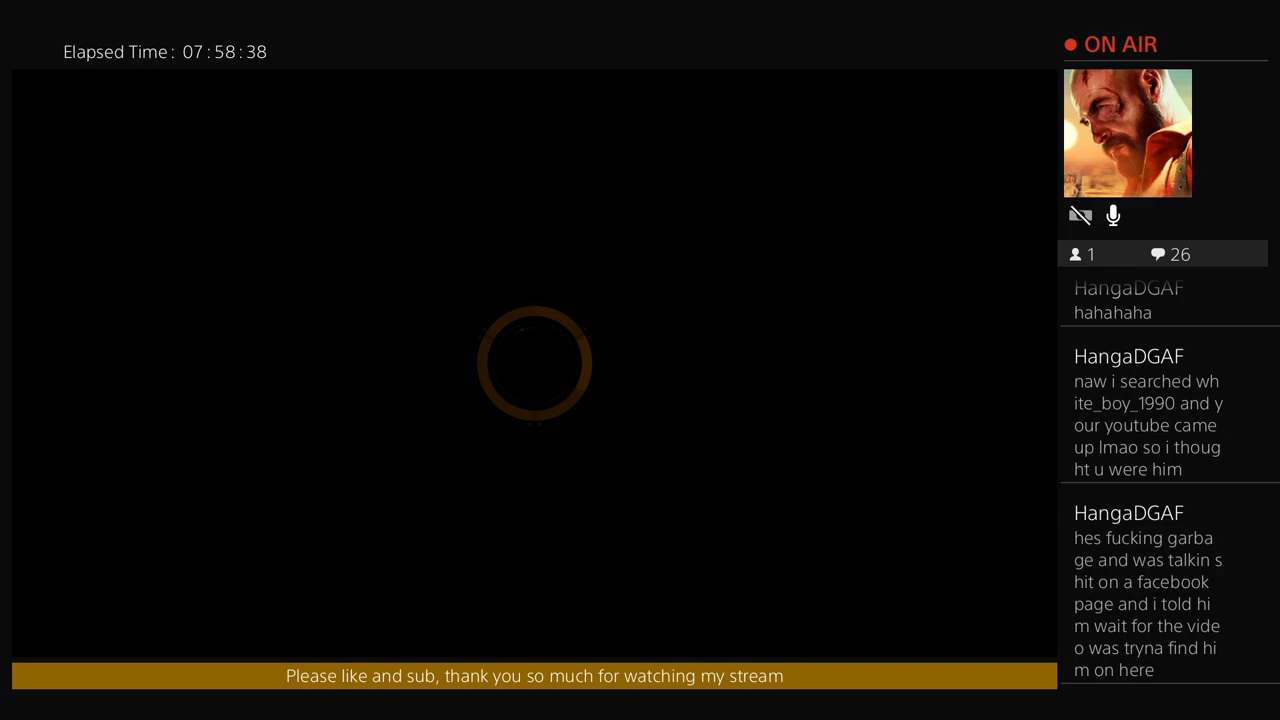 Elapsed Time: 07:58:38
ON AIR
1
26
HangaDGAF
hahahaha
HangaDGAF
naw i searched wh
ite_boy_1990 and y
our youtube came
up lmao so i thoug
ht u were him
HangaDGAF
hes fucking garba
ge and was talkin s
hit on a facebook
page and i told hi
m wait for the vide
o was tryna find hi
m on here
Please like and sub, thank you so much for watching my stream